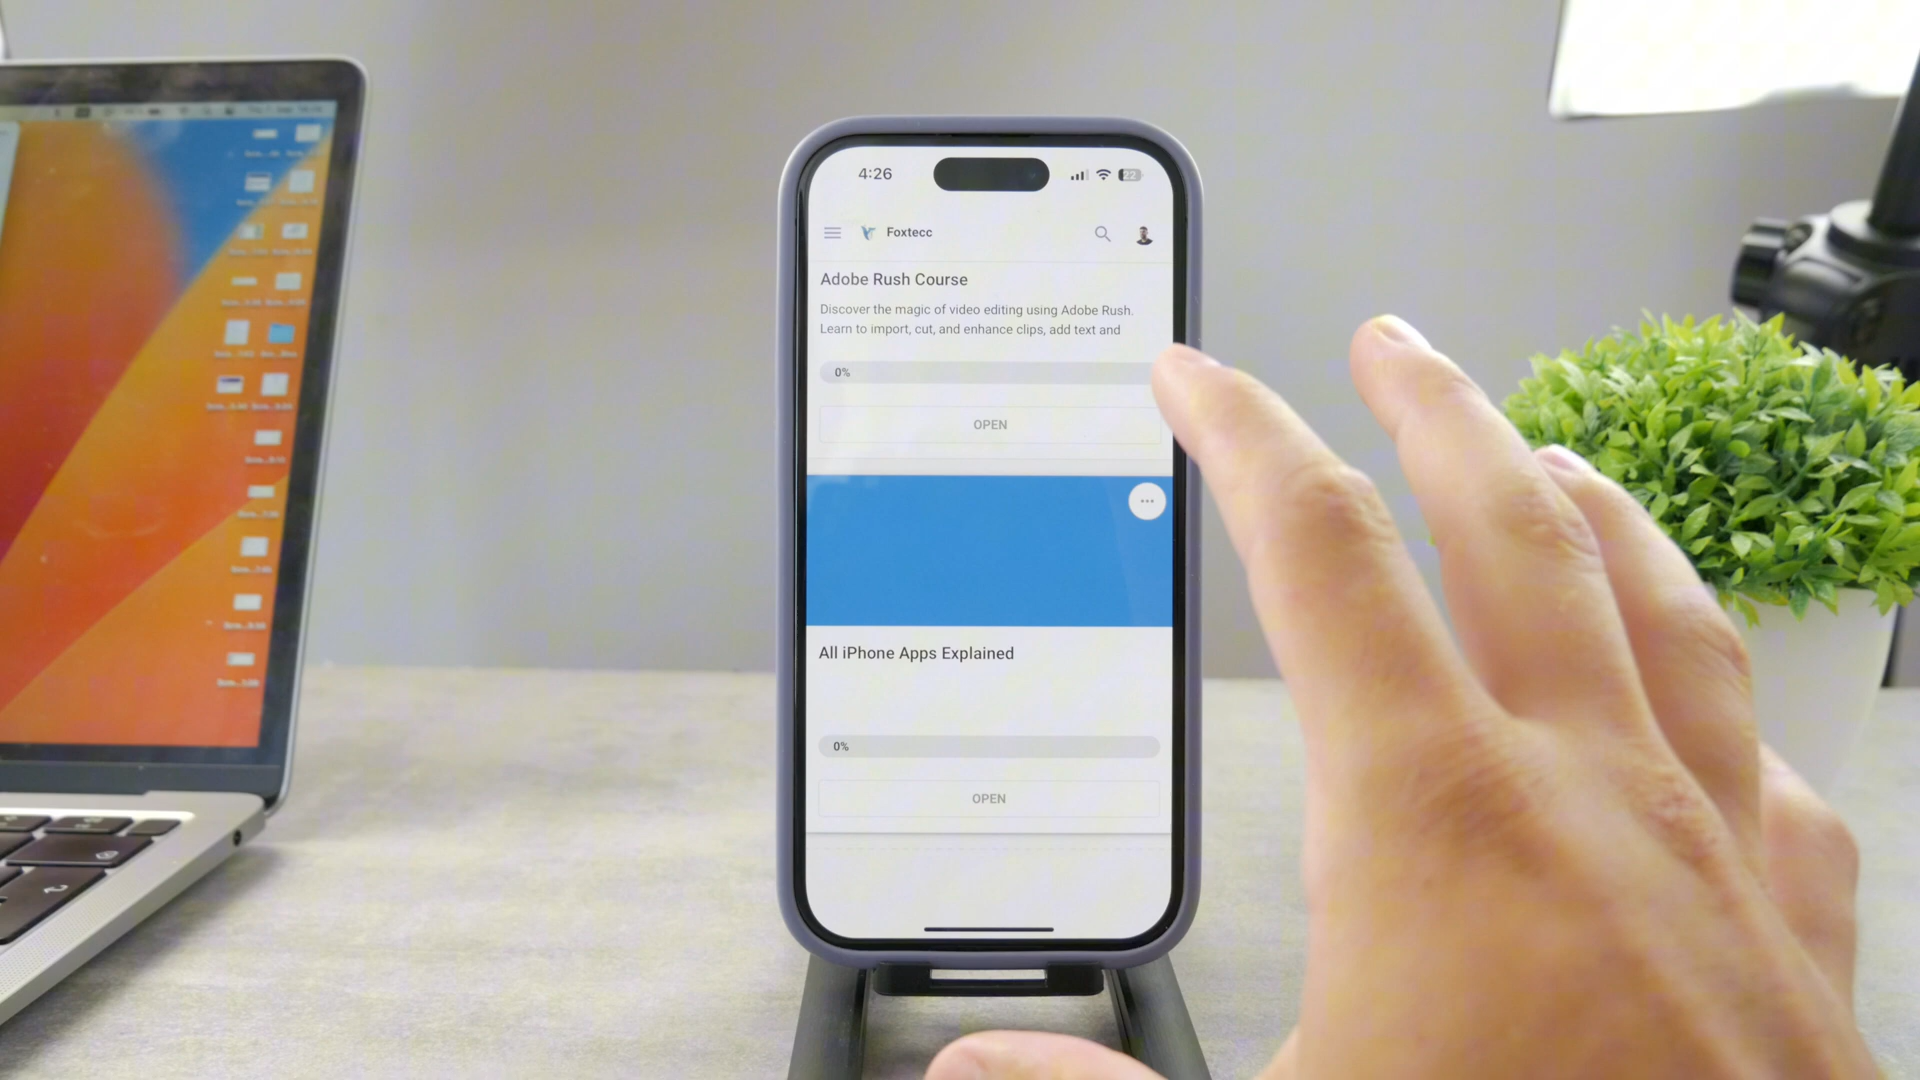 4:26
22
Foxtecc
Adobe Rush Course
Discover the magic of video editing using Adobe Rush.
Learn to import, cut, and enhance clips, add text and
0%
OPEN
All iPhone Apps Explained
0%
OPEN